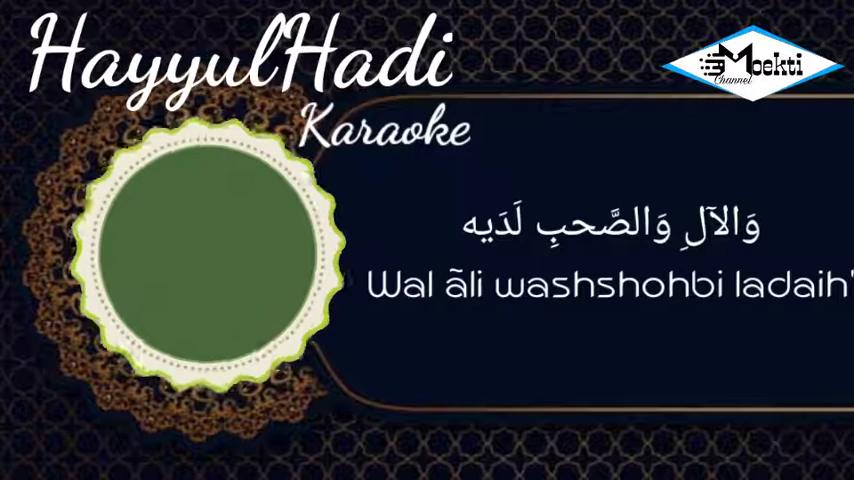 HayyulHadi
Karaoke
Moekti
Channel
وَالآلِ وَالصَّحبِ لَدَيه
Wal ãli washshohbi ladaih'